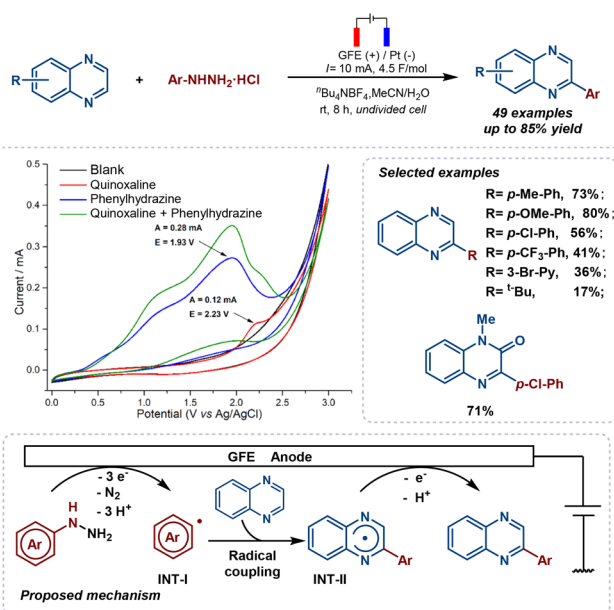 GFE (+) / Pt (-)
I= 10 mA, 4.5 F/mol
R N N + Ar-NHNH₂·HCl R N N Ar
ⁿBu₄NBF₄,MeCN/H₂O
rt, 8 h, undivided cell
49 examples
up to 85% yield
0.5
0.4
0.3
0.2
0.1
0.0
Current / mA
Blank
Quinoxaline
Phenylhydrazine
Quinoxaline + Phenylhydrazine
A = 0.28 mA
E = 1.93 V
A = 0.12 mA
E = 2.23 V
0.0 0.5 1.0 1.5 2.0 2.5 3.0
Potential (V vs Ag/AgCl)
Selected examples
N N R
R= p-Me-Ph, 73%;
R= p-OMe-Ph, 80%;
R= p-Cl-Ph, 56%;
R= p-CF₃-Ph, 41%;
R= 3-Br-Py, 36%;
R= ᵗ⁻Bu, 17%;
Me
N O
N p-Cl-Ph
71%
GFE Anode
- 3 e⁻
- N₂
- 3 H⁺
- e⁻
- H⁺
H
N
NH₂
Ar
Ar •
INT-I
N N
Radical
coupling
N N Ar
INT-II
N N Ar
Proposed mechanism